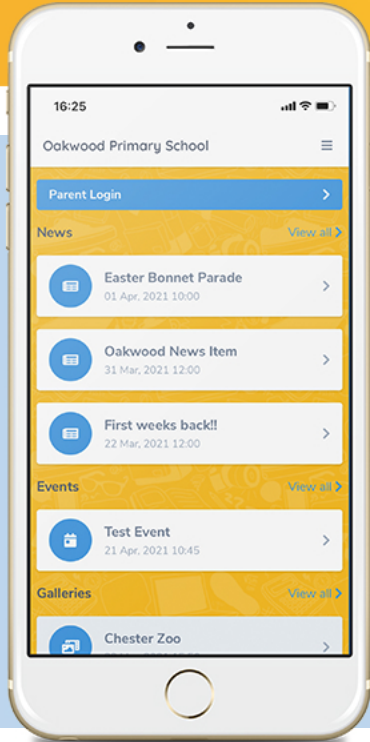 16:25
Oakwood Primary School
Parent Login
News View all
Easter Bonnet Parade
01 Apr, 2021 10:00
Oakwood News Item
31 Mar, 2021 12:00
First weeks back!!
22 Mar, 2021 12:00
Events View all
Test Event
21 Apr, 2021 10:45
Galleries View all
Chester Zoo